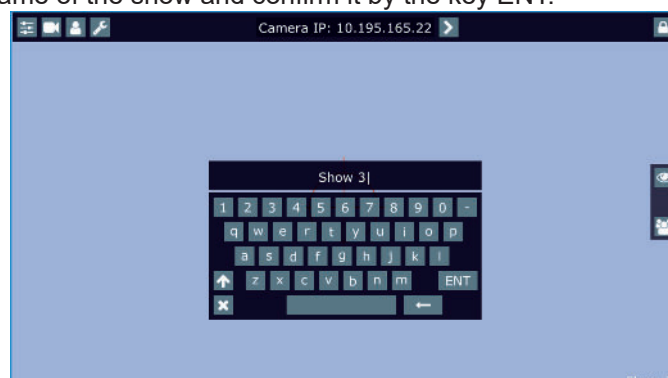 ame of the show and confirm it by the key ENT.
Camera IP: 10.195.165.22
Show 3
1 2 3 4 5 6 7 8 9 0 -
q w e r t y u i o p
a s d f g h j k l
z x c v b n m ENT